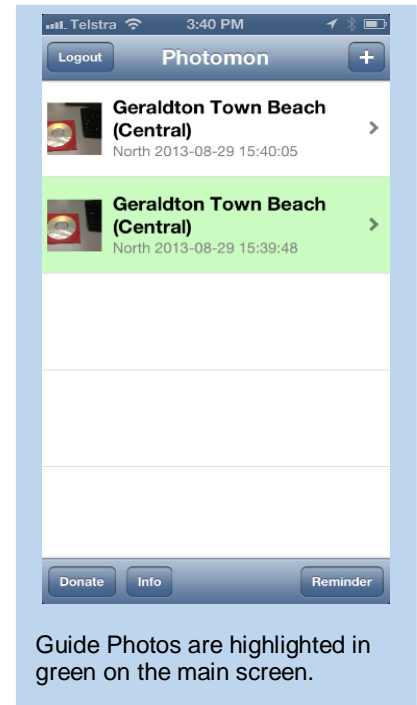 Telstra 3:40 PM
Logout Photomon +
Geraldton Town Beach
(Central)
North 2013-08-29 15:40:05
Geraldton Town Beach
(Central)
North 2013-08-29 15:39:48
Donate Info Reminder
Guide Photos are highlighted in
green on the main screen.